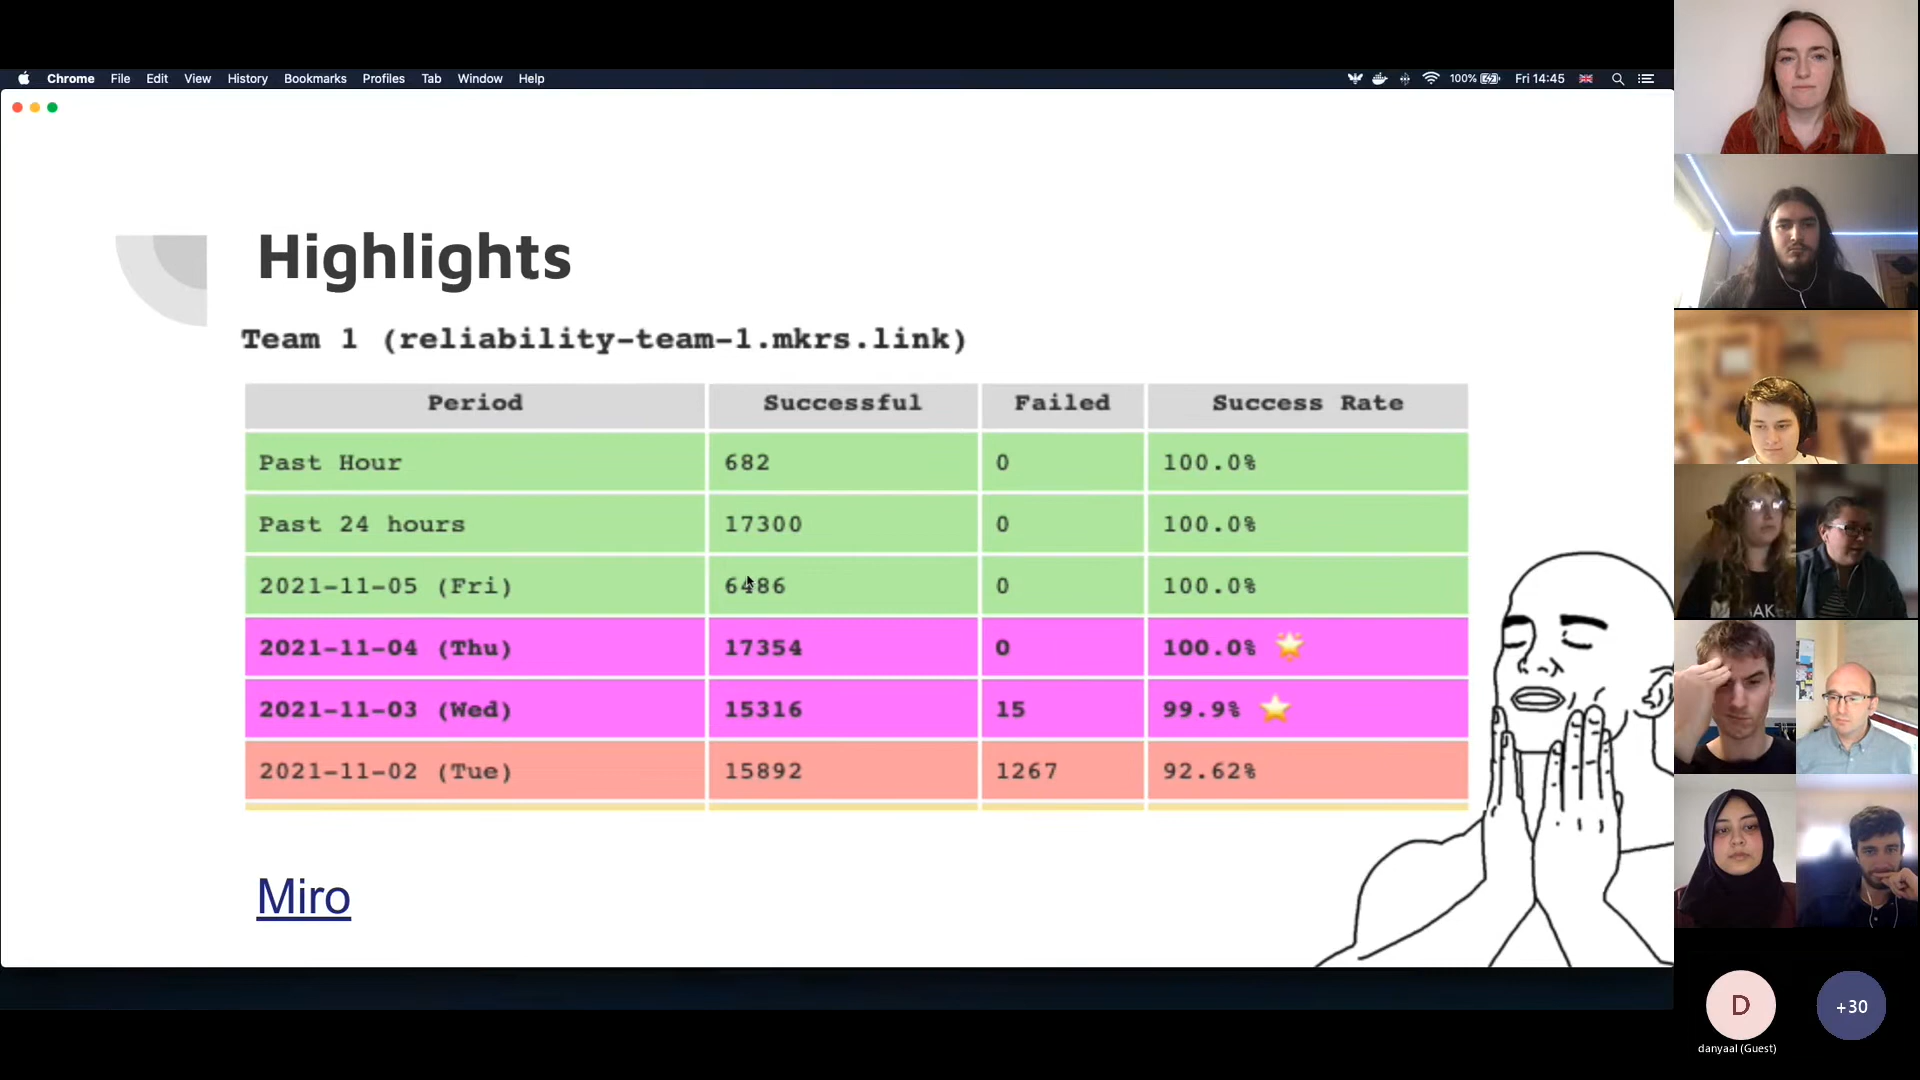 Chrome File Edit View History Bookmarks Profiles Tab Window Help 100% Fri 14:45
Highlights
Team 1 (reliability-team-1.mkrs.link)
Period Successful Failed Success Rate
Past Hour 682 0 100.0%
Past 24 hours 17300 0 100.0%
2021-11-05 (Fri) 6486 0 100.0%
2021-11-04 (Thu) 17354 0 100.0% 🌟
2021-11-03 (Wed) 15316 15 99.9% ⭐
2021-11-02 (Tue) 15892 1267 92.62%
Miro
D
+30
danyaal (Guest)